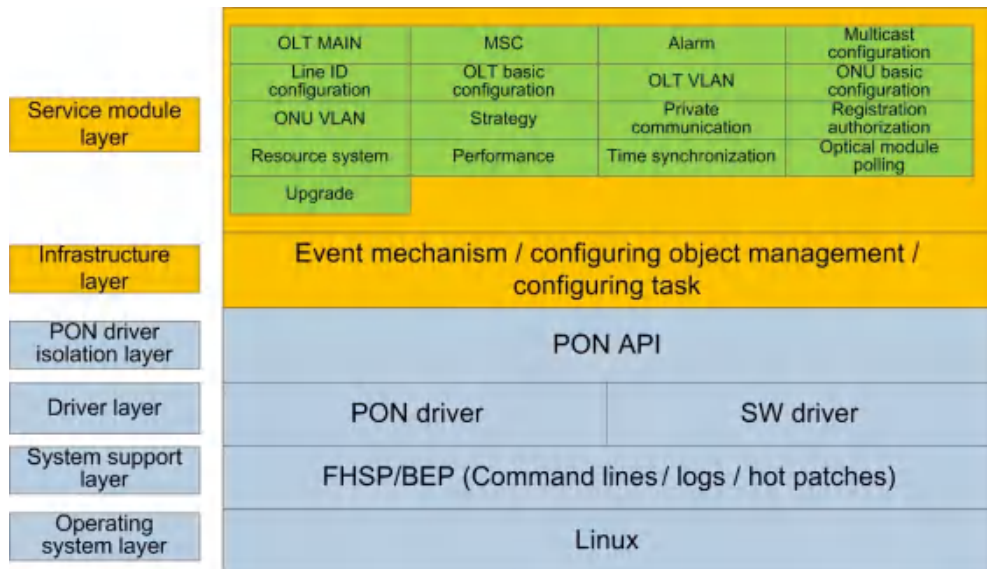 OLT MAIN
MSC
Alarm
Multicast
configuration
Line ID
configuration
OLT basic
configuration
OLT VLAN
ONU basic
configuration
Service module
layer
ONU VLAN
Strategy
Private
communication
Registration
authorization
Resource system
Performance
Time synchronization
Optical module
polling
Upgrade
Infrastructure
layer
Event mechanism / configuring object management /
configuring task
PON driver
isolation layer
PON API
Driver layer
PON driver
SW driver
System support
layer
FHSP/BEP (Command lines / logs / hot patches)
Operating
system layer
Linux